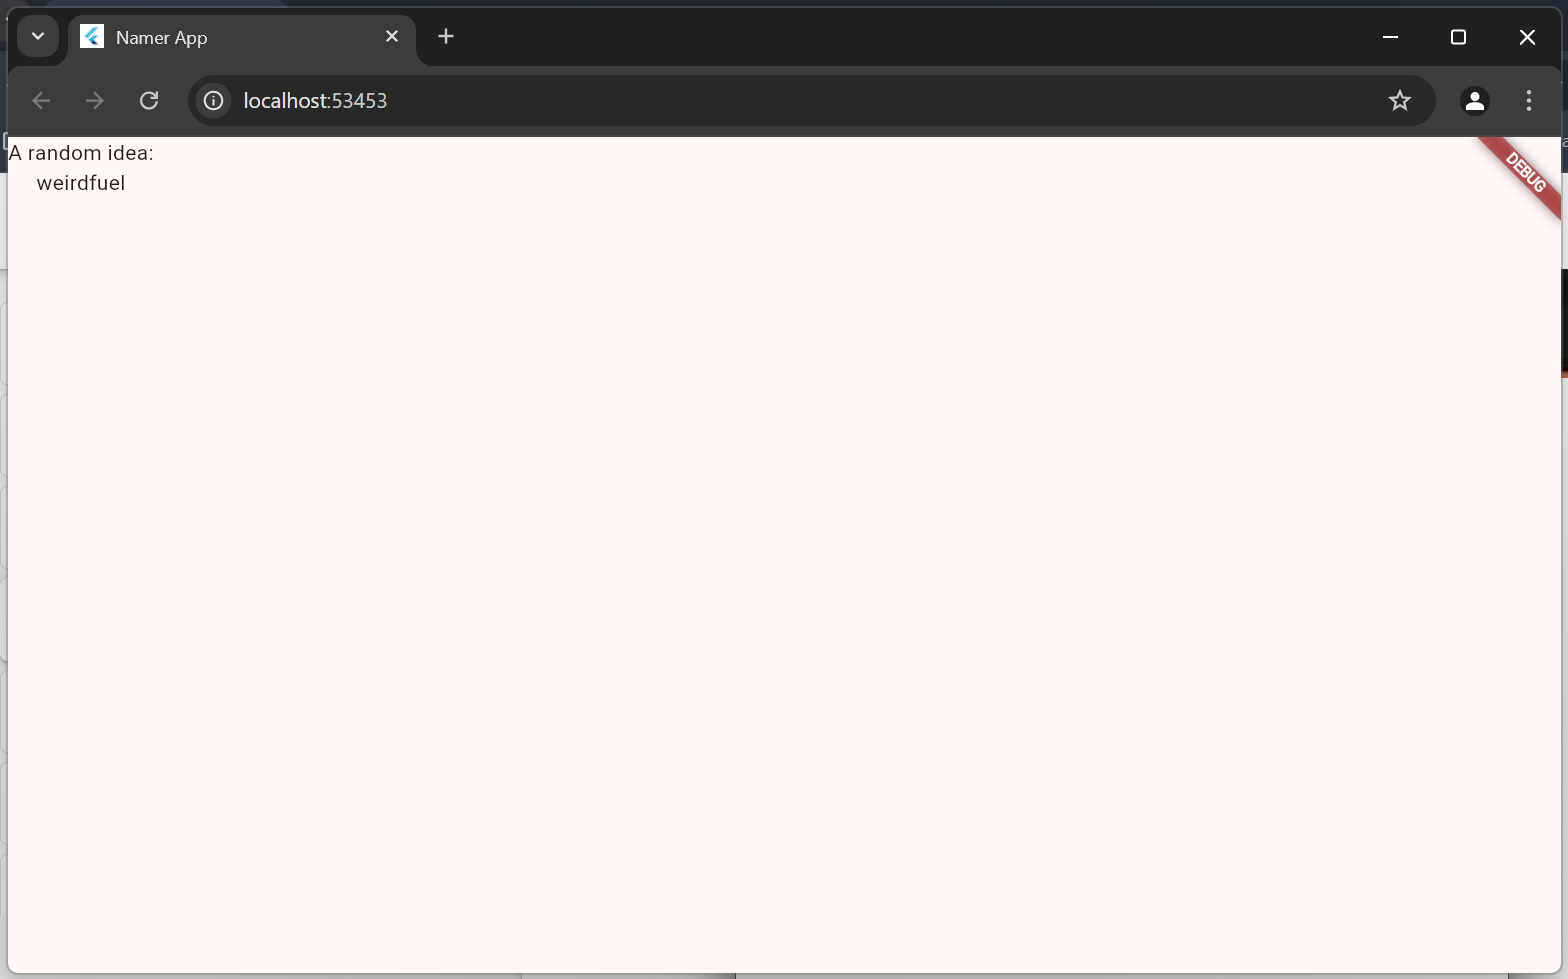 Namer App
localhost:53453
A random idea:
weirdfuel
DEBUG